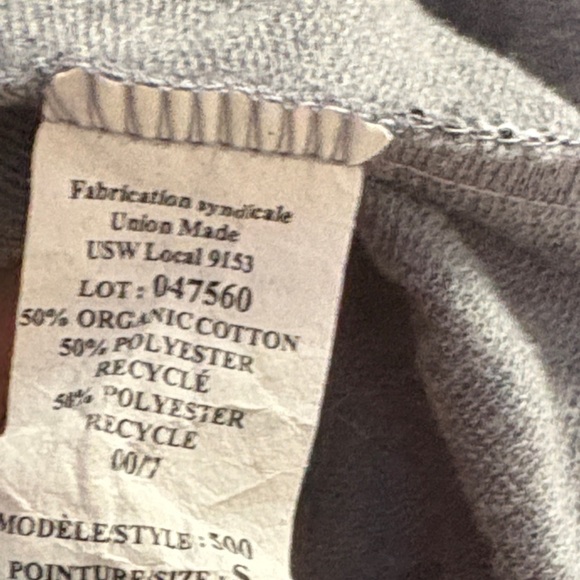 Fabrication syndicale
Union Made
USW Local 9153
LOT : 047560
50% ORGANIC COTTON
50% POLYESTER
RECYCLÉ
50% POLYESTER
RECYCLE
00/7
MODÈLE/STYLE : 500
POINTURE/SIZE : S